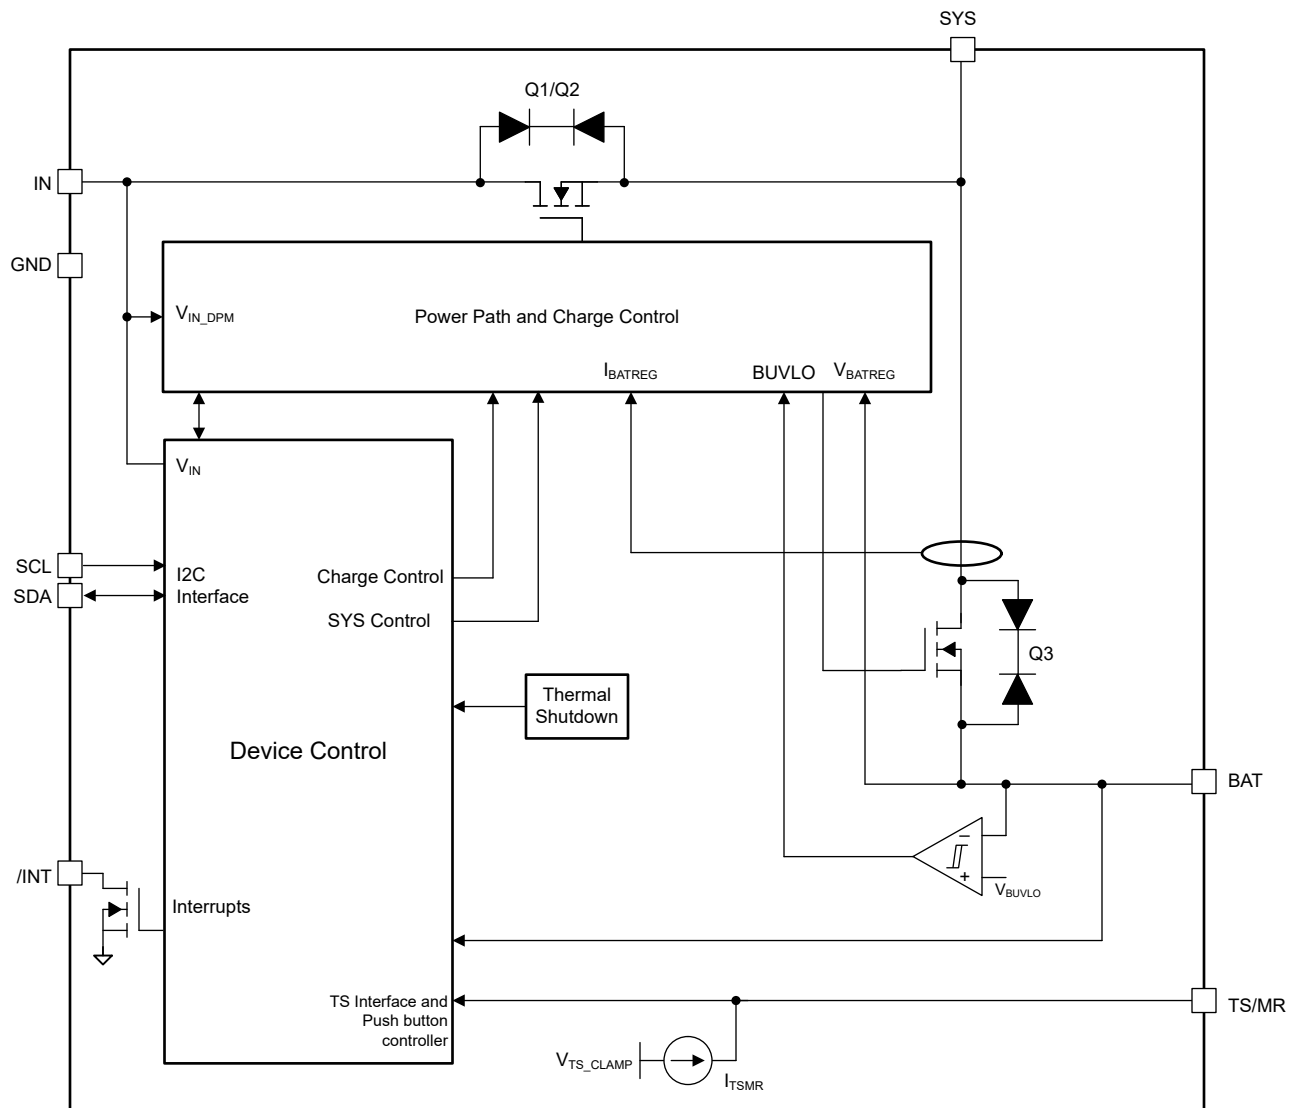 SYS
Q1/Q2
IN
GND
V_IN_DPM
Power Path and Charge Control
I_BATREG
BUVLO
V_BATREG
V_IN
SCL
SDA
I2C
Interface
Charge Control
SYS Control
Q3
Thermal
Shutdown
Device Control
BAT
−
+
V_BUVLO
/INT
Interrupts
TS Interface and
Push button
controller
TS/MR
V_TS_CLAMP
I_TSMR